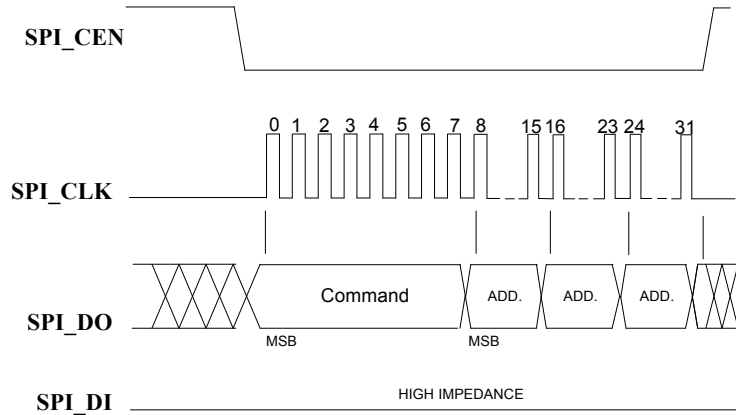 SPI_CEN
0 1 2 3 4 5 6 7 8 15 16 23 24 31
SPI_CLK
Command ADD. ADD. ADD.
SPI_DO
MSB MSB
HIGH IMPEDANCE
SPI_DI